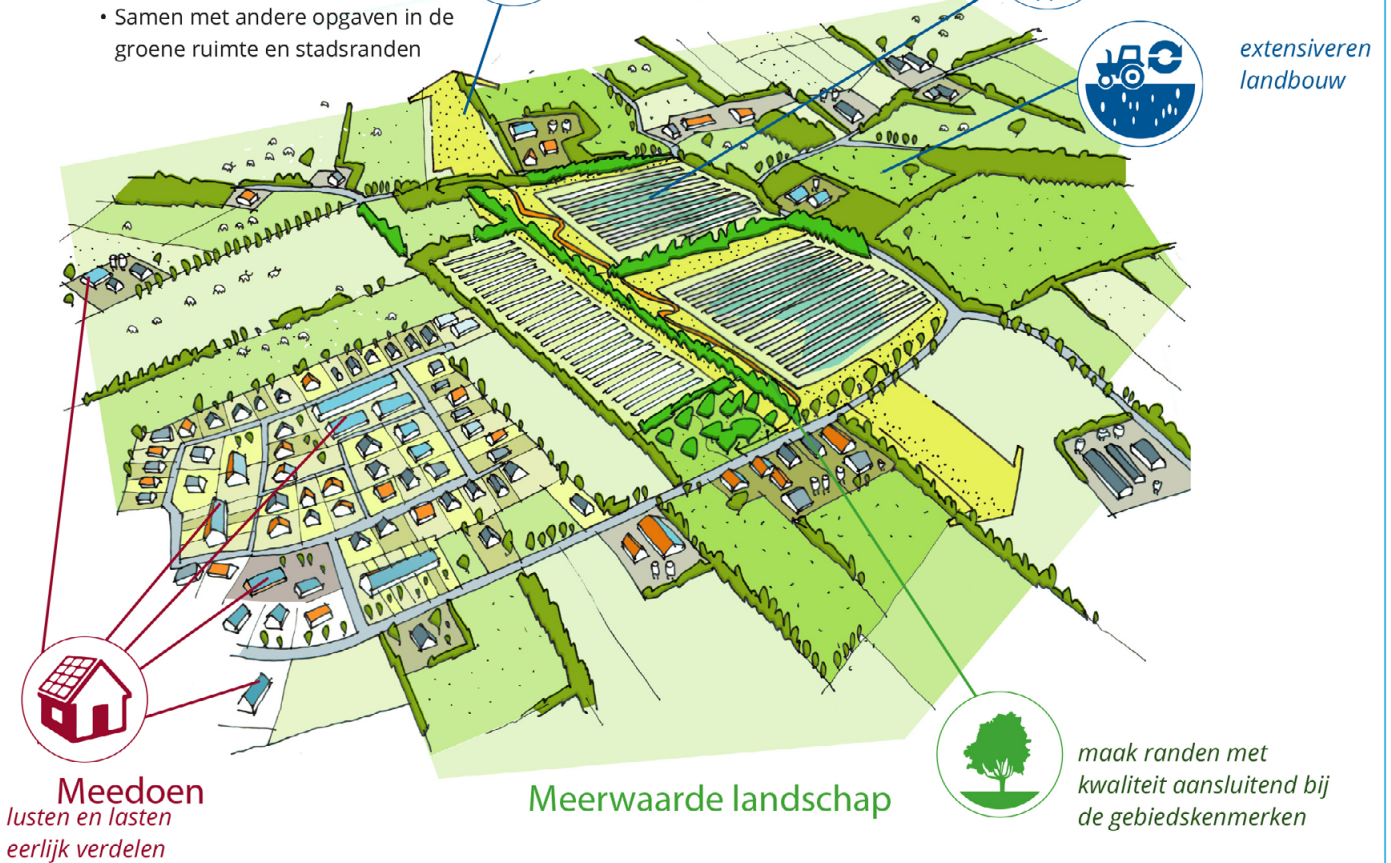 • Samen met andere opgaven in de
groene ruimte en stadsranden
extensiveren
landbouw
Meedoen
lusten en lasten
eerlijk verdelen
Meerwaarde landschap
maak randen met
kwaliteit aansluitend bij
de gebiedskenmerken